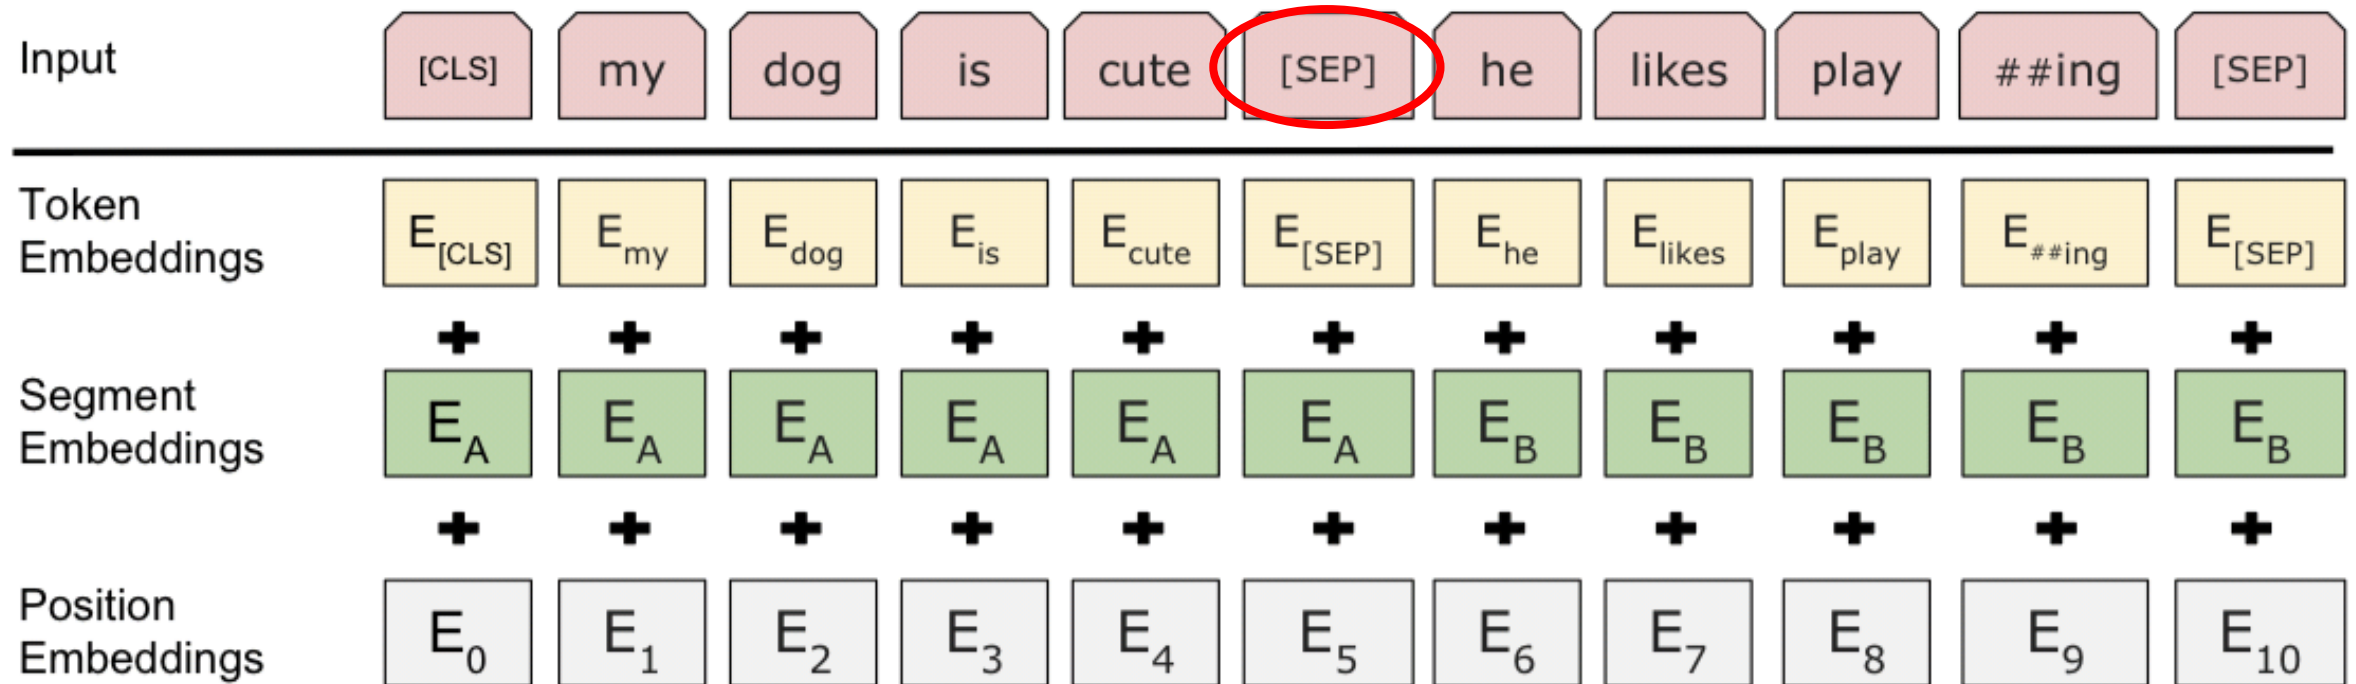 Input [CLS] my dog is cute [SEP] he likes play ##ing [SEP]
Token
Embeddings E[CLS] Emy Edog Eis Ecute E[SEP] Ehe Elikes Eplay E##ing E[SEP]
+ + + + + + + + + + +
Segment
Embeddings EA EA EA EA EA EA EB EB EB EB EB
+ + + + + + + + + + +
Position
Embeddings E0 E1 E2 E3 E4 E5 E6 E7 E8 E9 E10